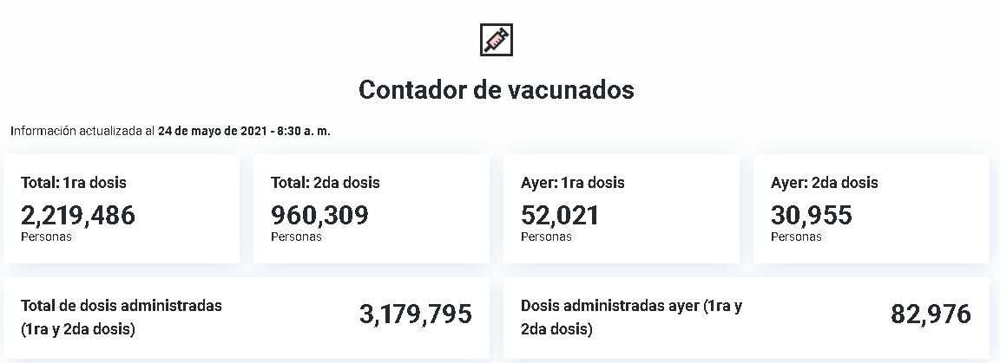 Contador de vacunados
Información actualizada al 24 de mayo de 2021 - 8:30 a. m.
Total: 1ra dosis
2,219,486
Personas
Total: 2da dosis
960,309
Personas
Ayer: 1ra dosis
52,021
Personas
Ayer: 2da dosis
30,955
Personas
Total de dosis administradas
(1ra y 2da dosis)
3,179,795
Dosis administradas ayer (1ra y
2da dosis)
82,976